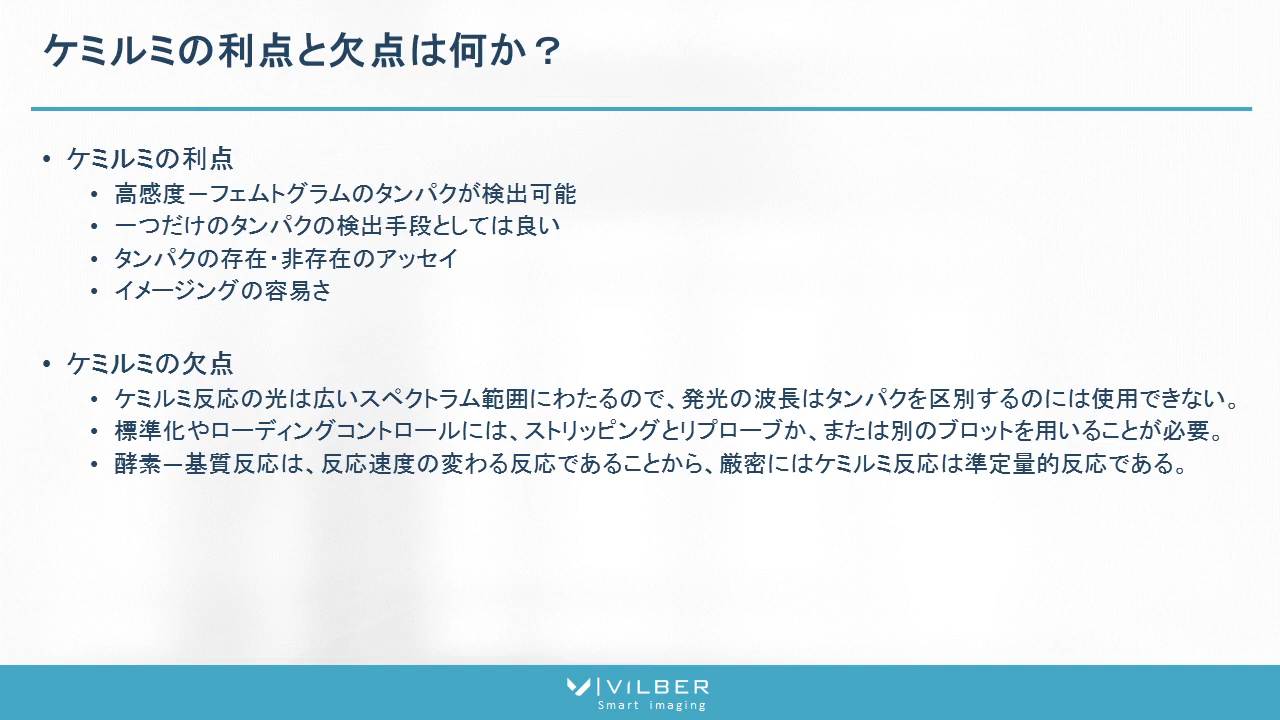 ケミルミの利点と欠点は何か？
• ケミルミの利点
• 高感度－フェムトグラムのタンパクが検出可能
• 一つだけのタンパクの検出手段としては良い
• タンパクの存在・非存在のアッセイ
• イメージングの容易さ
• ケミルミの欠点
• ケミルミ反応の光は広いスペクトラム範囲にわたるので、発光の波長はタンパクを区別するのには使用できない。
• 標準化やローディングコントロールには、ストリッピングとリプローブか、または別のブロットを用いることが必要。
• 酵素―基質反応は、反応速度の変わる反応であることから、厳密にはケミルミ反応は準定量的反応である。
VILBER
Smart imaging